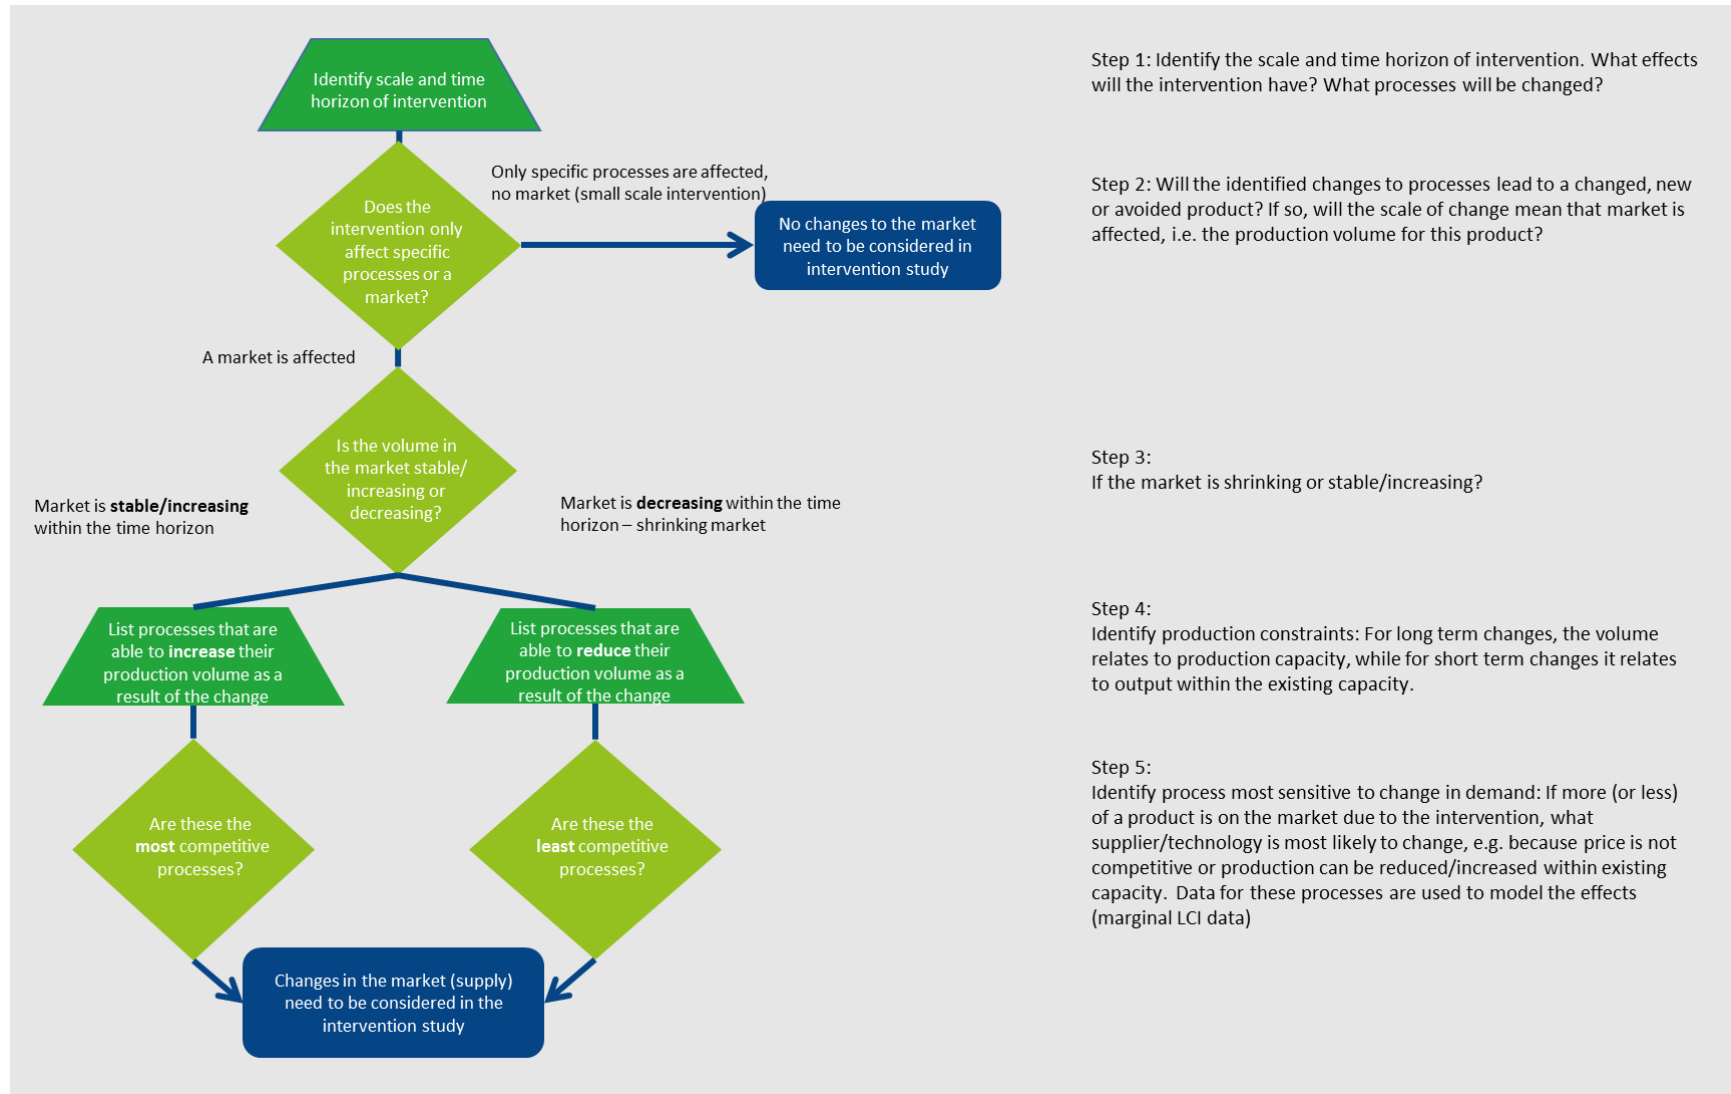 Identify scale and time
horizon of intervention
Step 1: Identify the scale and time horizon of intervention. What effects
will the intervention have? What processes will be changed?
Only specific processes are affected,
no market (small scale intervention)
Does the
intervention only
affect specific
processes or a
market?
No changes to the market
need to be considered in
intervention study
Step 2: Will the identified changes to processes lead to a changed, new
or avoided product? If so, will the scale of change mean that market is
affected, i.e. the production volume for this product?
A market is affected
Is the volume in
the market stable/
increasing or
decreasing?
Market is stable/increasing
within the time horizon
Market is decreasing within the time
horizon – shrinking market
Step 3:
If the market is shrinking or stable/increasing?
List processes that are
able to increase their
production volume as a
result of the change
List processes that are
able to reduce their
production volume as a
result of the change
Step 4:
Identify production constraints: For long term changes, the volume
relates to production capacity, while for short term changes it relates
to output within the existing capacity.
Are these the
most competitive
processes?
Are these the
least competitive
processes?
Step 5:
Identify process most sensitive to change in demand: If more (or less)
of a product is on the market due to the intervention, what
supplier/technology is most likely to change, e.g. because price is not
competitive or production can be reduced/increased within existing
capacity. Data for these processes are used to model the effects
(marginal LCI data)
Changes in the market (supply)
need to be considered in the
intervention study